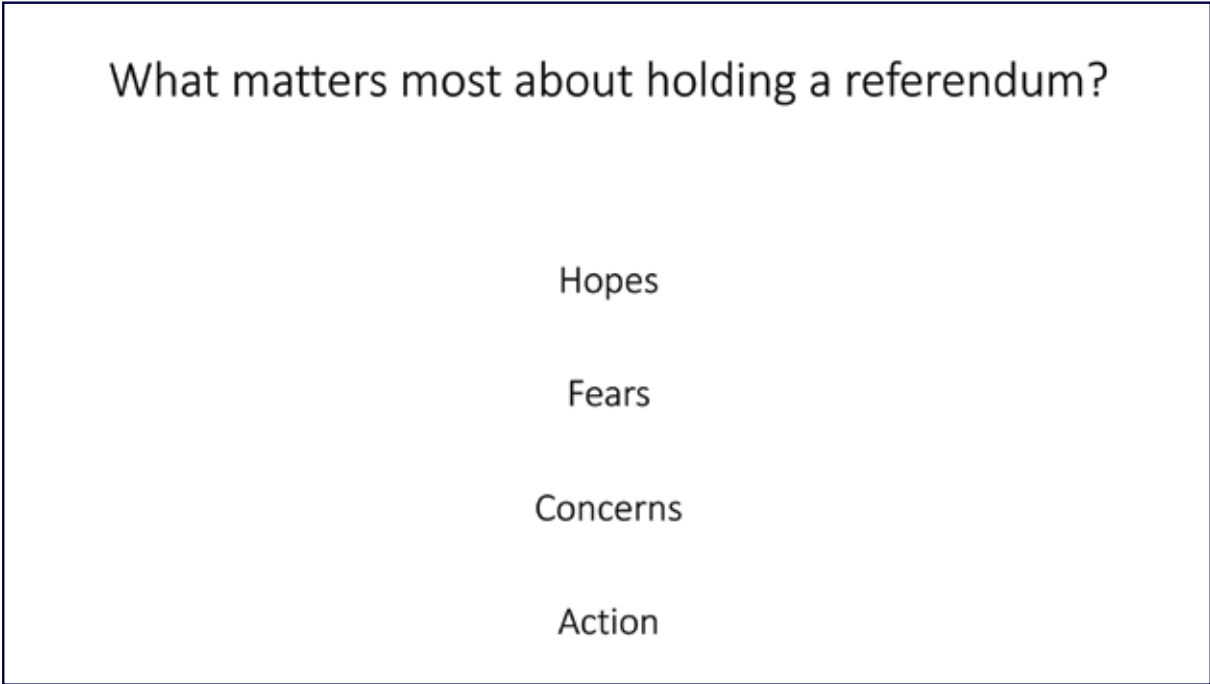 What matters most about holding a referendum?
Hopes
Fears
Concerns
Action